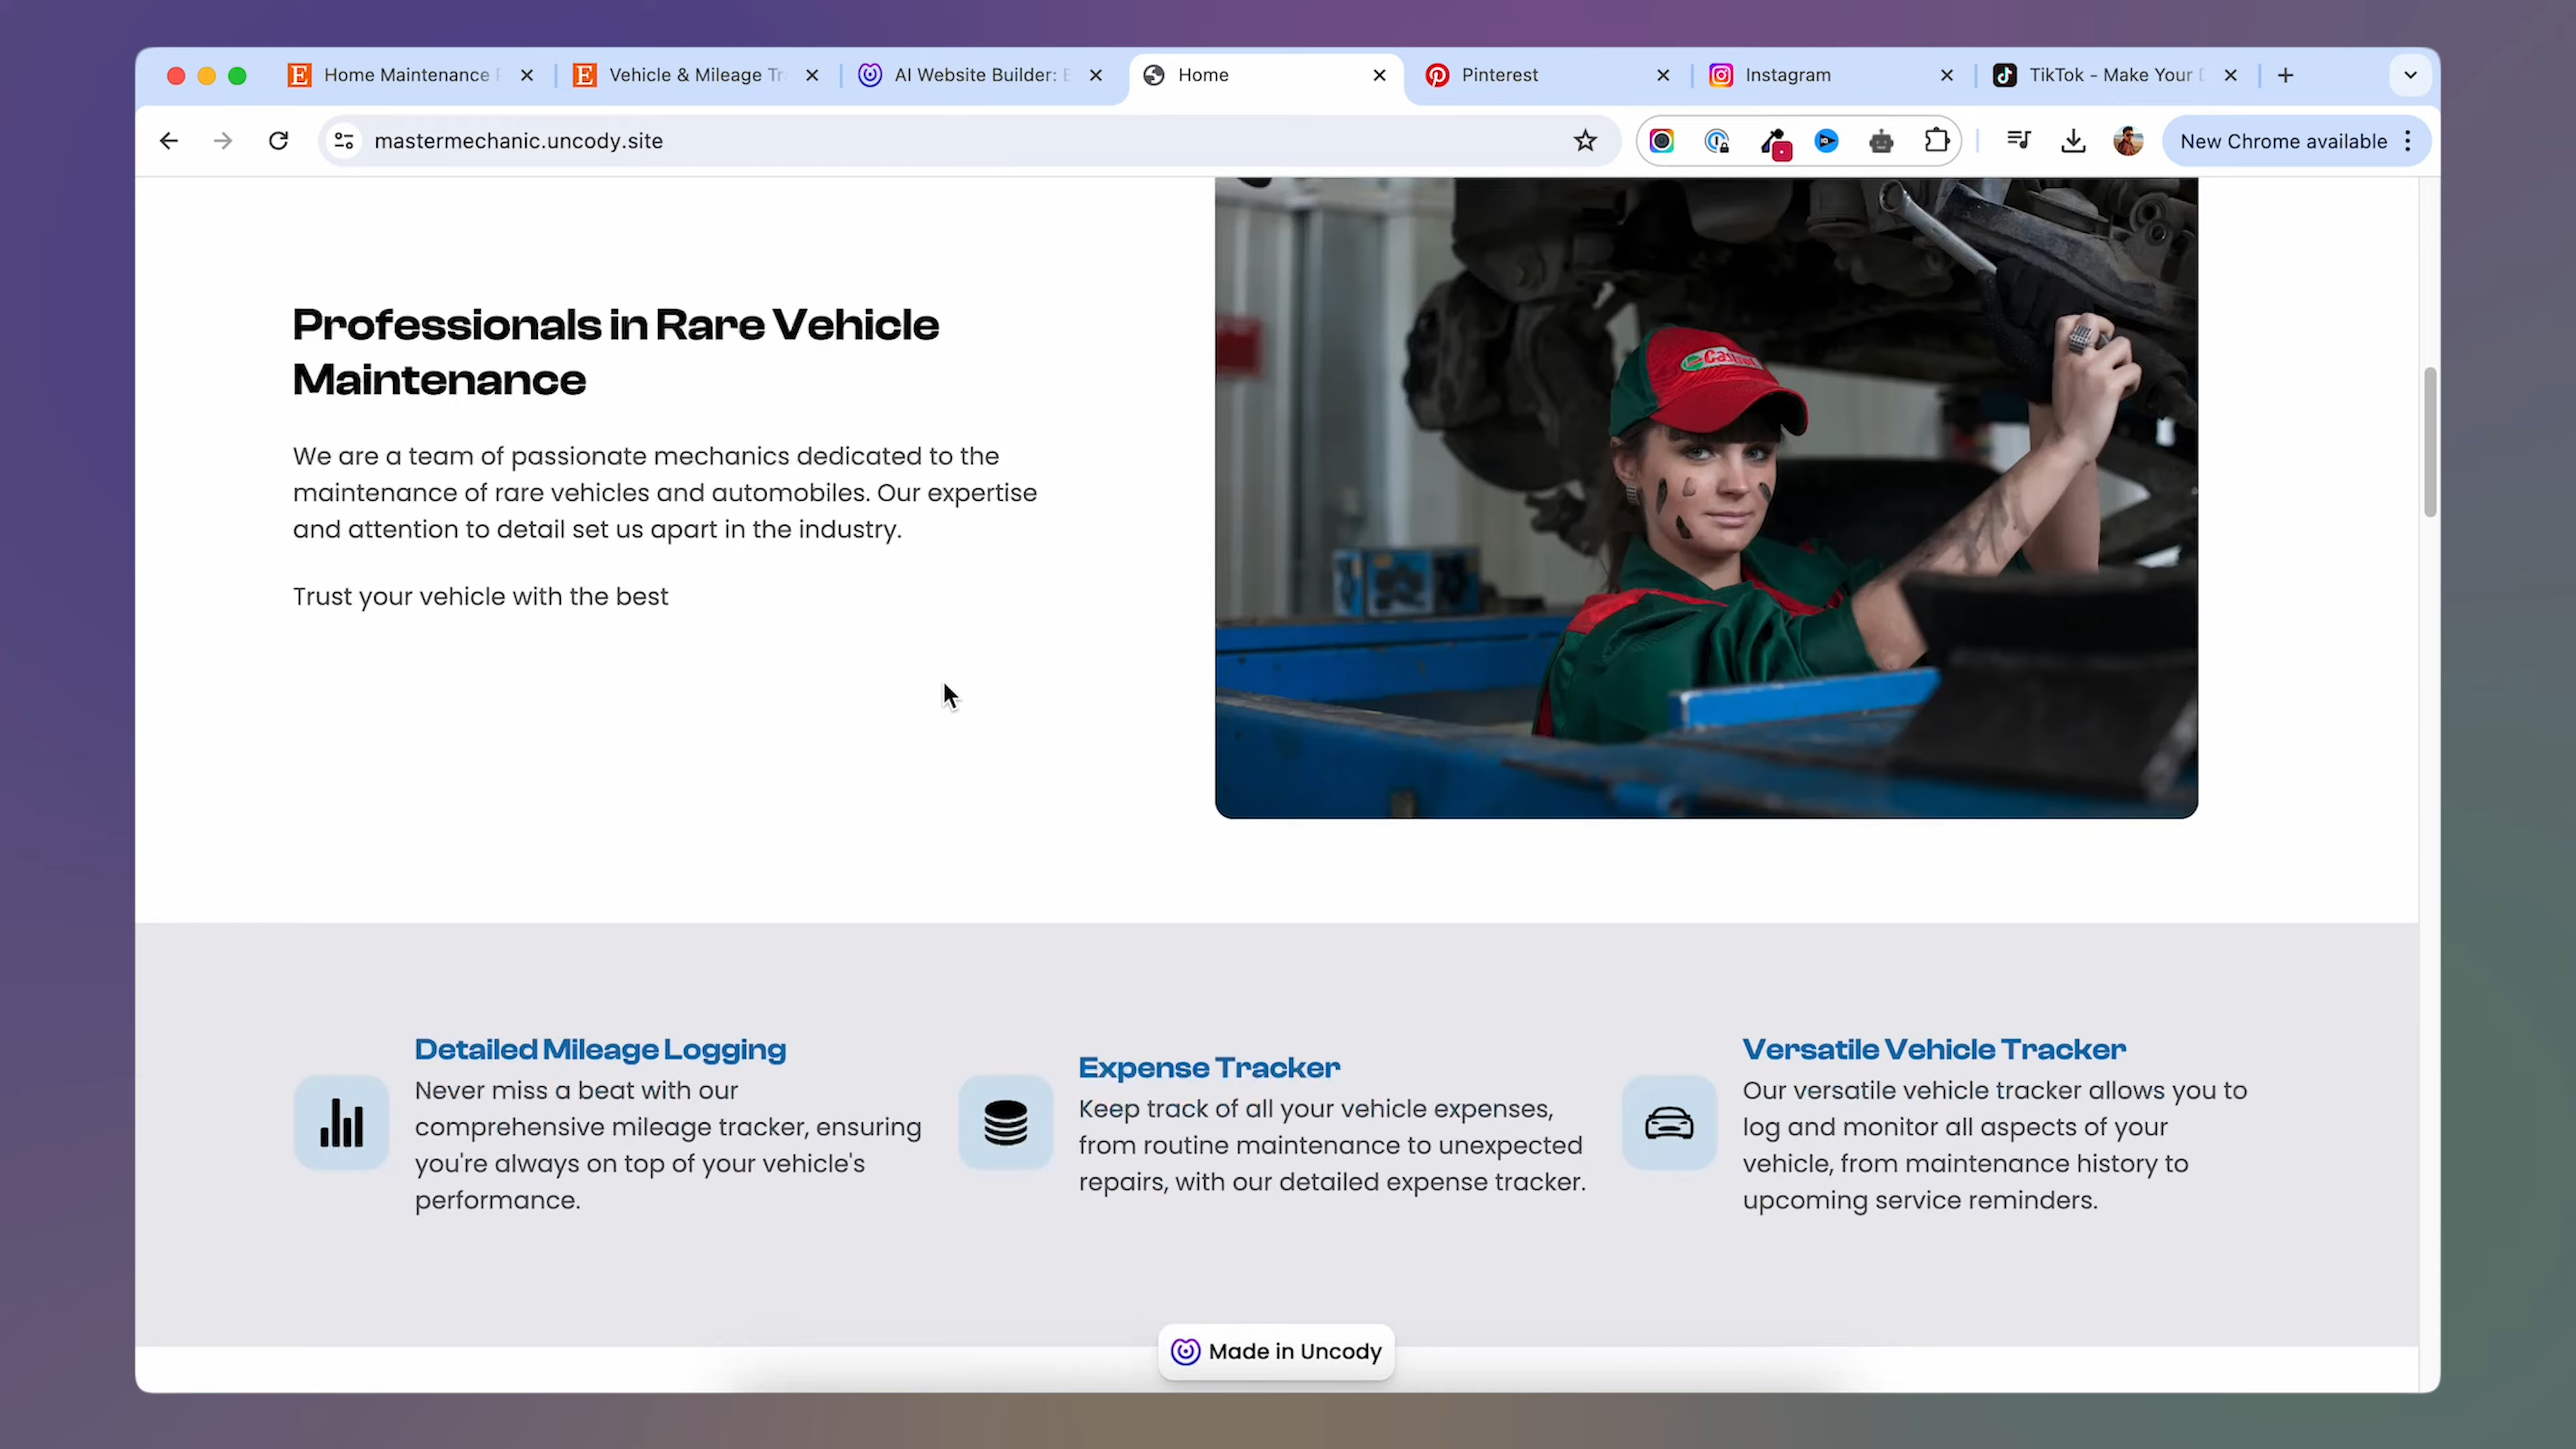 Home Maintenance
Vehicle & Mileage Tr
AI Website Builder: E
Home
Pinterest
Instagram
TikTok - Make Your D
mastermechanic.uncody.site
New Chrome available
Professionals in Rare Vehicle
Maintenance
We are a team of passionate mechanics dedicated to the
maintenance of rare vehicles and automobiles. Our expertise
and attention to detail set us apart in the industry.
Trust your vehicle with the best
Castrol
Detailed Mileage Logging
Never miss a beat with our
comprehensive mileage tracker, ensuring
you're always on top of your vehicle's
performance.
Expense Tracker
Keep track of all your vehicle expenses,
from routine maintenance to unexpected
repairs, with our detailed expense tracker.
Versatile Vehicle Tracker
Our versatile vehicle tracker allows you to
log and monitor all aspects of your
vehicle, from maintenance history to
upcoming service reminders.
Made in Uncody